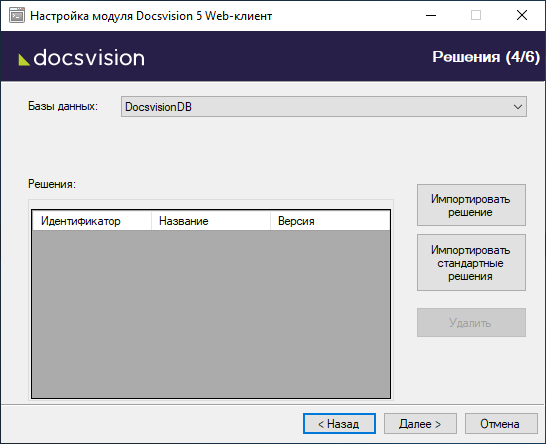 Настройка модуля Docsvision 5 Web-клиент
docsvision
Решения (4/6)
Базы данных:
DocsvisionDB
Решения:
Идентификатор Название Версия
Импортировать
решение
Импортировать
стандартные
решения
Удалить
< Назад
Далее >
Отмена